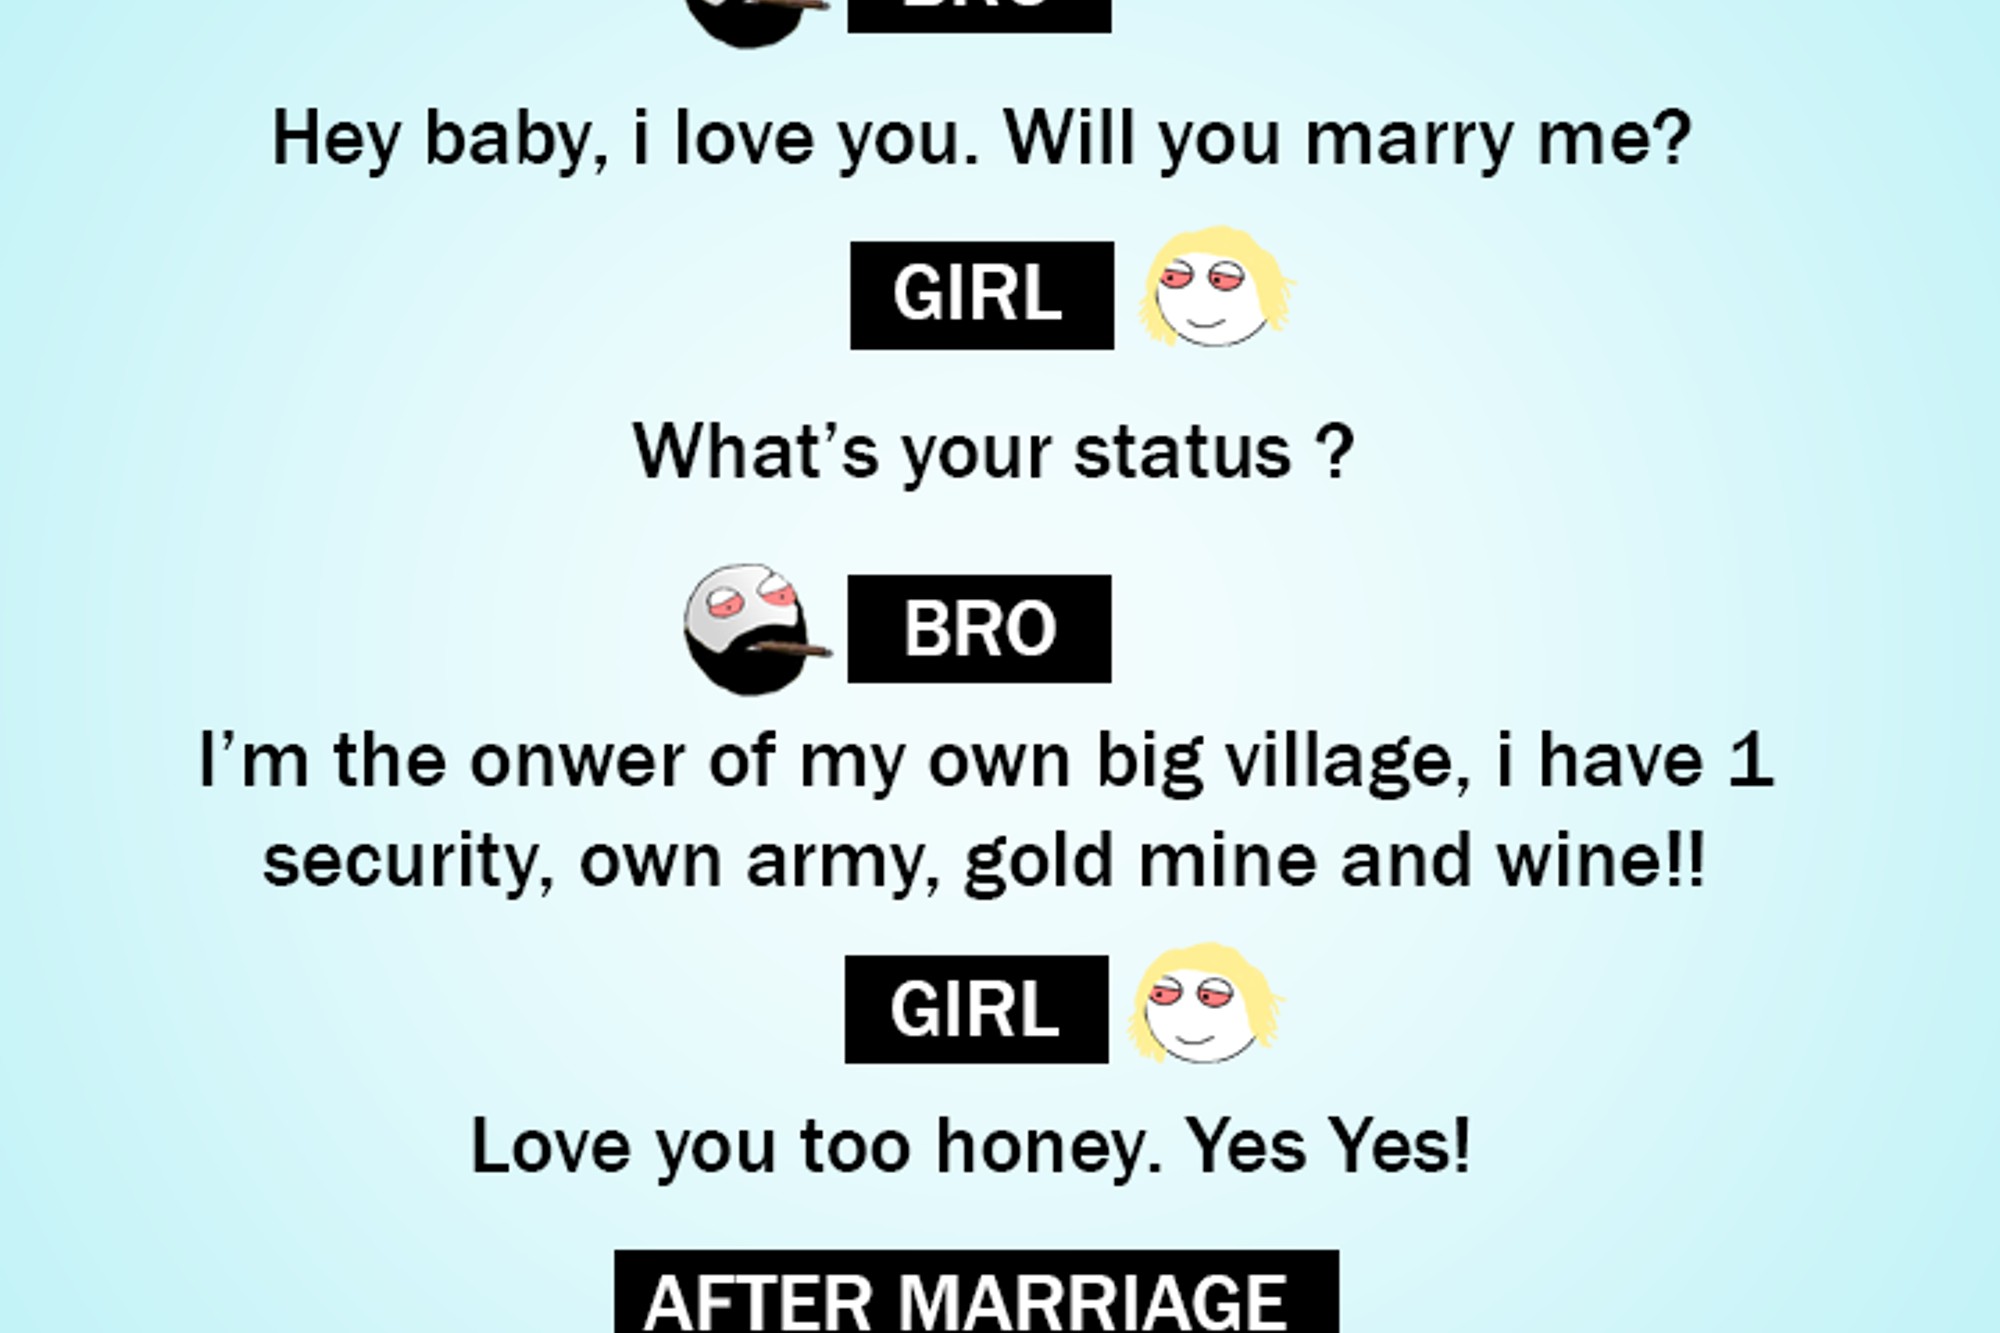 BRO
Hey baby, i love you. Will you marry me?
GIRL
What’s your status ?
BRO
I’m the onwer of my own big village, i have 1
security, own army, gold mine and wine!!
GIRL
Love you too honey. Yes Yes!
AFTER MARRIAGE